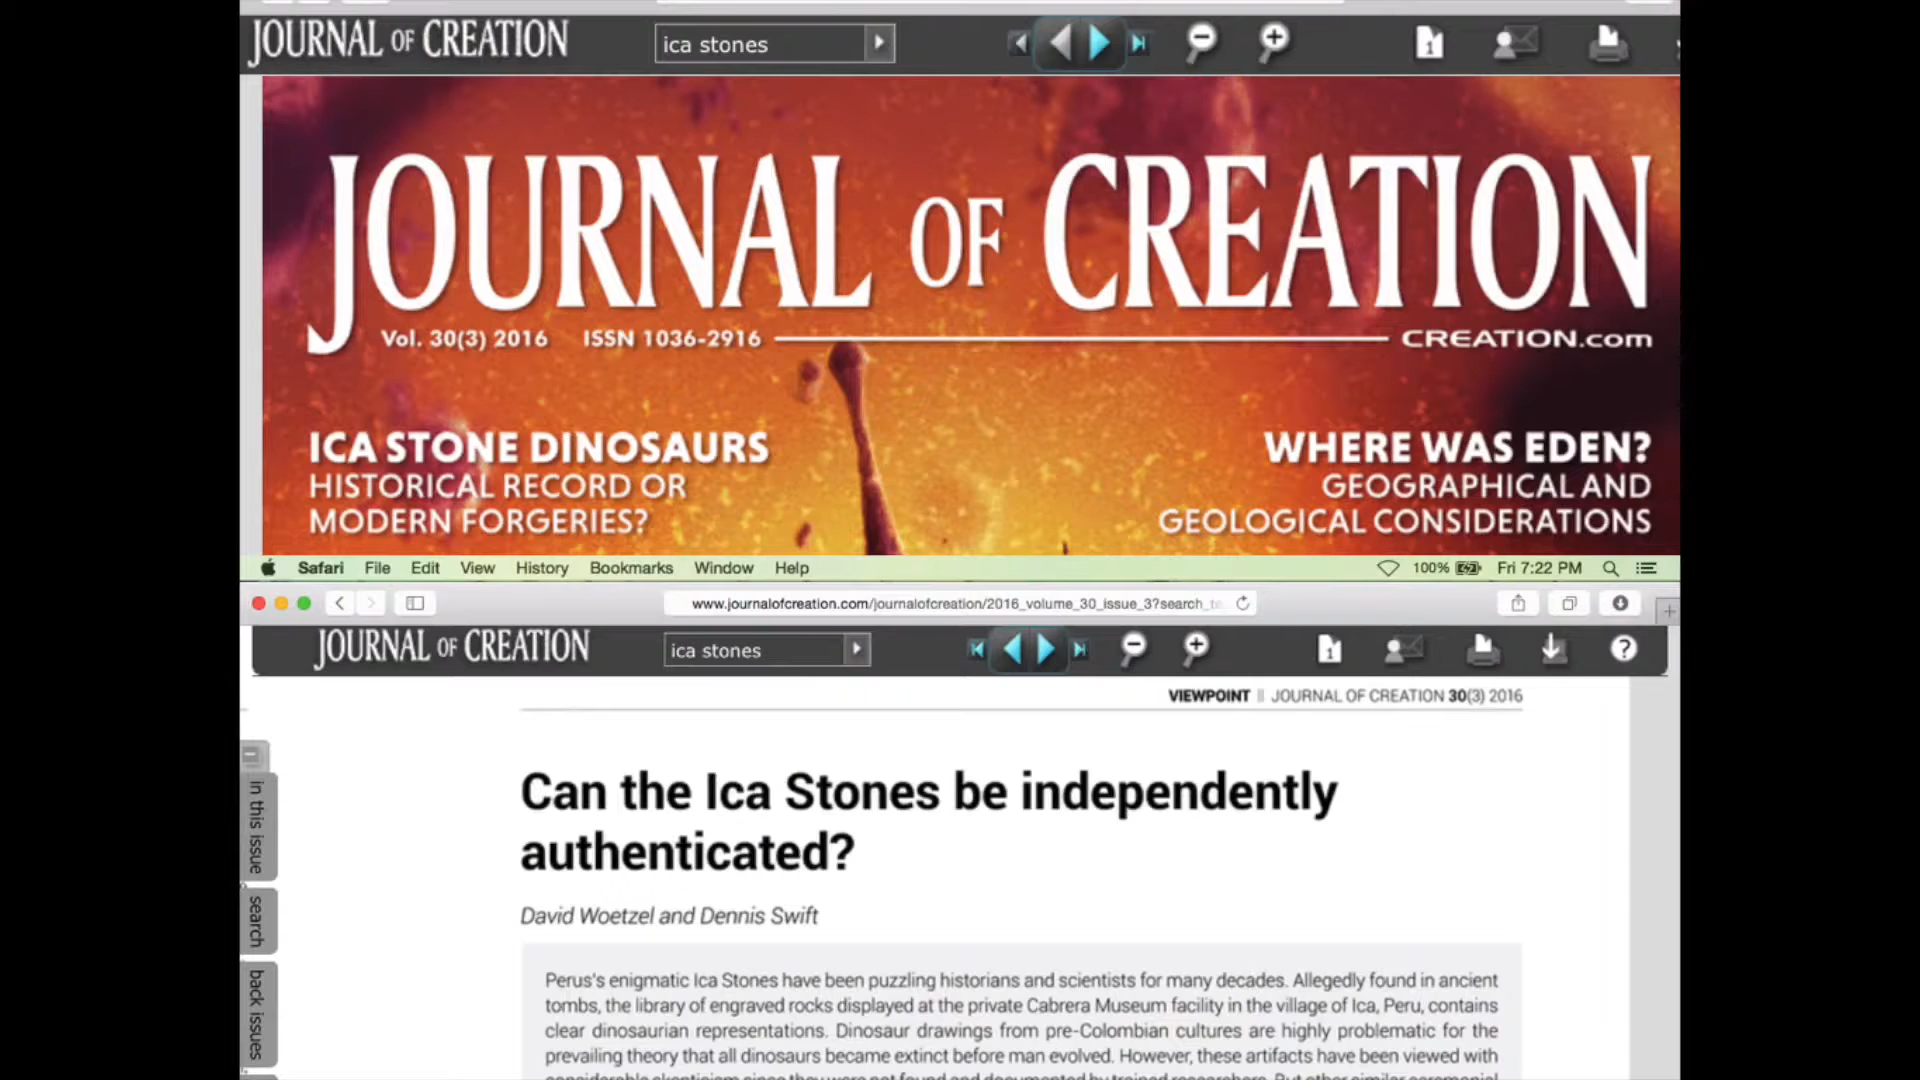 JOURNAL OF CREATION
ica stones
1
JOURNAL OF CREATION
Vol. 30(3) 2016 ISSN 1036-2916 CREATION.com
ICA STONE DINOSAURS
HISTORICAL RECORD OR
MODERN FORGERIES?
WHERE WAS EDEN?
GEOGRAPHICAL AND
GEOLOGICAL CONSIDERATIONS
Safari File Edit View History Bookmarks Window Help 100% Fri 7:22 PM
www.journalofcreation.com/journalofcreation/2016_volume_30_issue_3?search_te
JOURNAL OF CREATION
ica stones
1
?
VIEWPOINT || JOURNAL OF CREATION 30(3) 2016
in this issue
search
back issues
Can the Ica Stones be independently
authenticated?
David Woetzel and Dennis Swift
Perus's enigmatic Ica Stones have been puzzling historians and scientists for many decades. Allegedly found in ancient
tombs, the library of engraved rocks displayed at the private Cabrera Museum facility in the village of Ica, Peru, contains
clear dinosaurian representations. Dinosaur drawings from pre-Colombian cultures are highly problematic for the
prevailing theory that all dinosaurs became extinct before man evolved. However, these artifacts have been viewed with